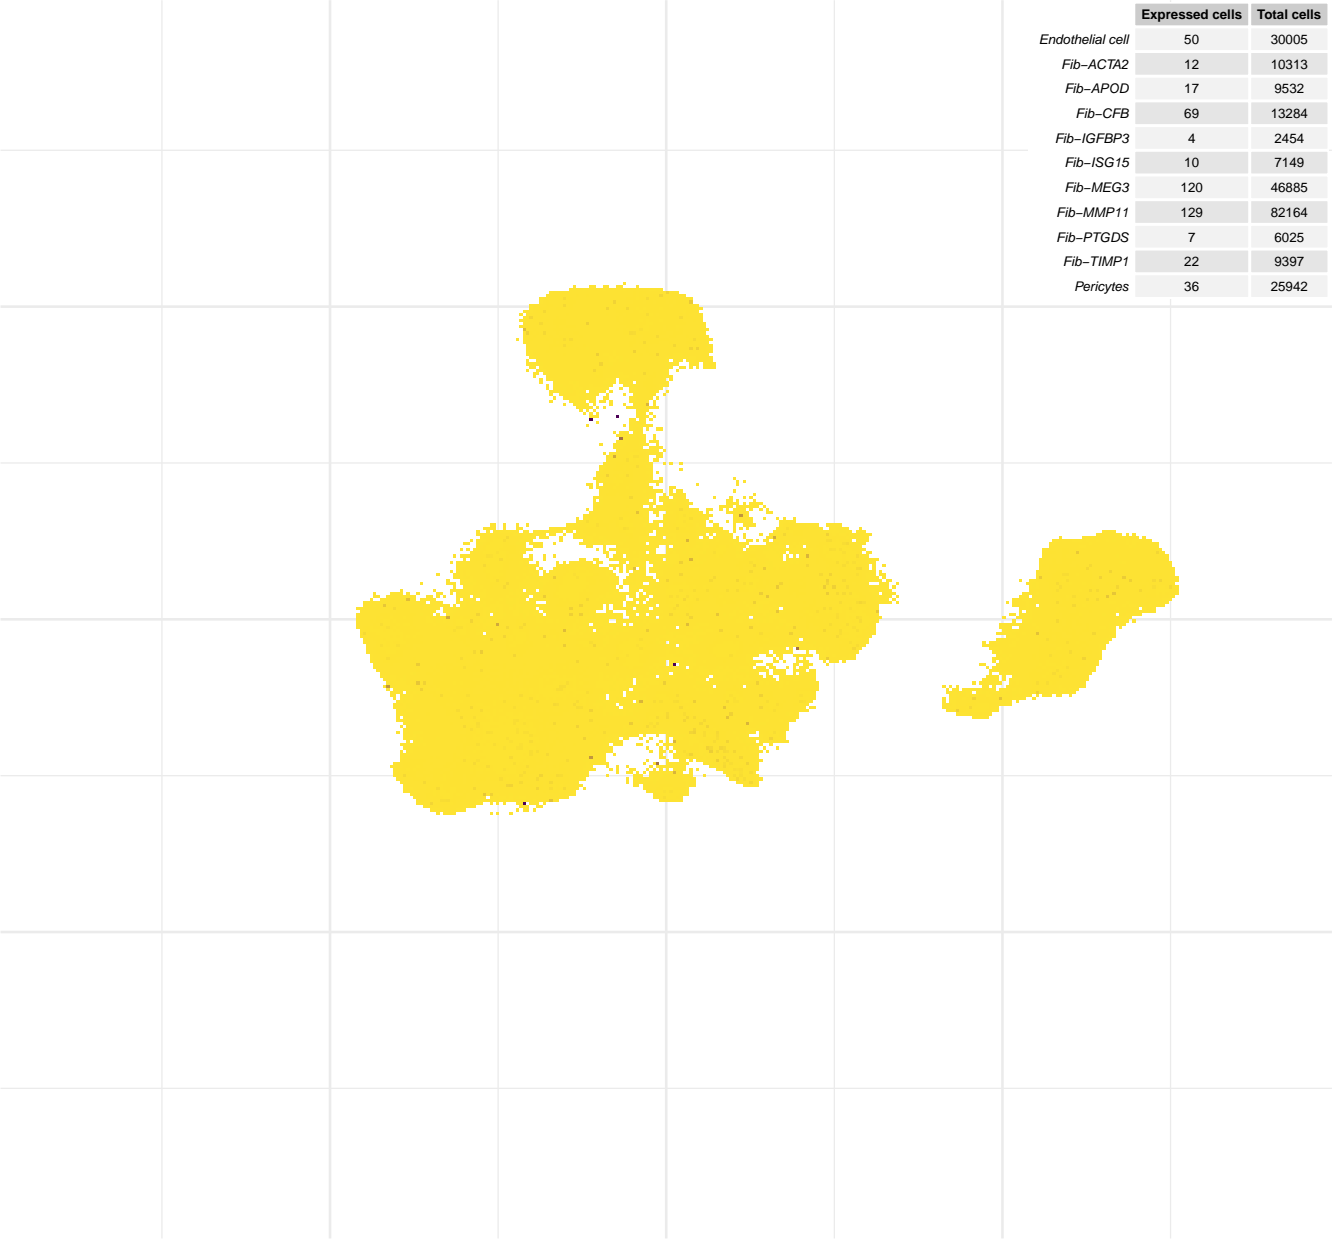 Expressed cells Total cells
Endothelial cell 50 30005
Fib−ACTA2 12 10313
Fib−APOD 17 9532
Fib−CFB 69 13284
Fib−IGFBP3 4 2454
Fib−ISG15 10 7149
Fib−MEG3 120 46885
Fib−MMP11 129 82164
Fib−PTGDS 7 6025
Fib−TIMP1 22 9397
Pericytes 36 25942